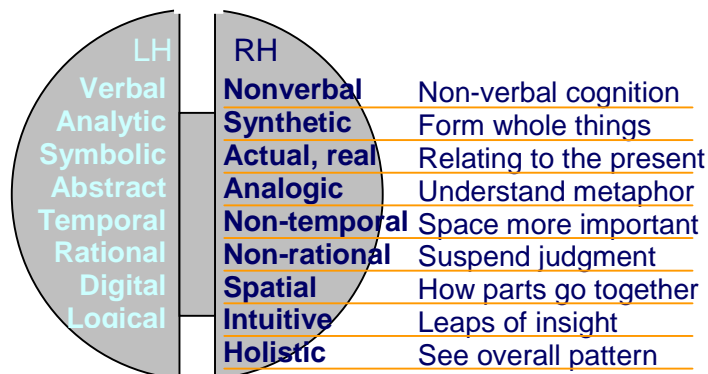 LH RH
Verbal Nonverbal Non-verbal cognition
Analytic Synthetic Form whole things
Symbolic Actual, real Relating to the present
Abstract Analogic Understand metaphor
Temporal Non-temporal Space more important
Rational Non-rational Suspend judgment
Digital Spatial How parts go together
Logical Intuitive Leaps of insight
Holistic See overall pattern